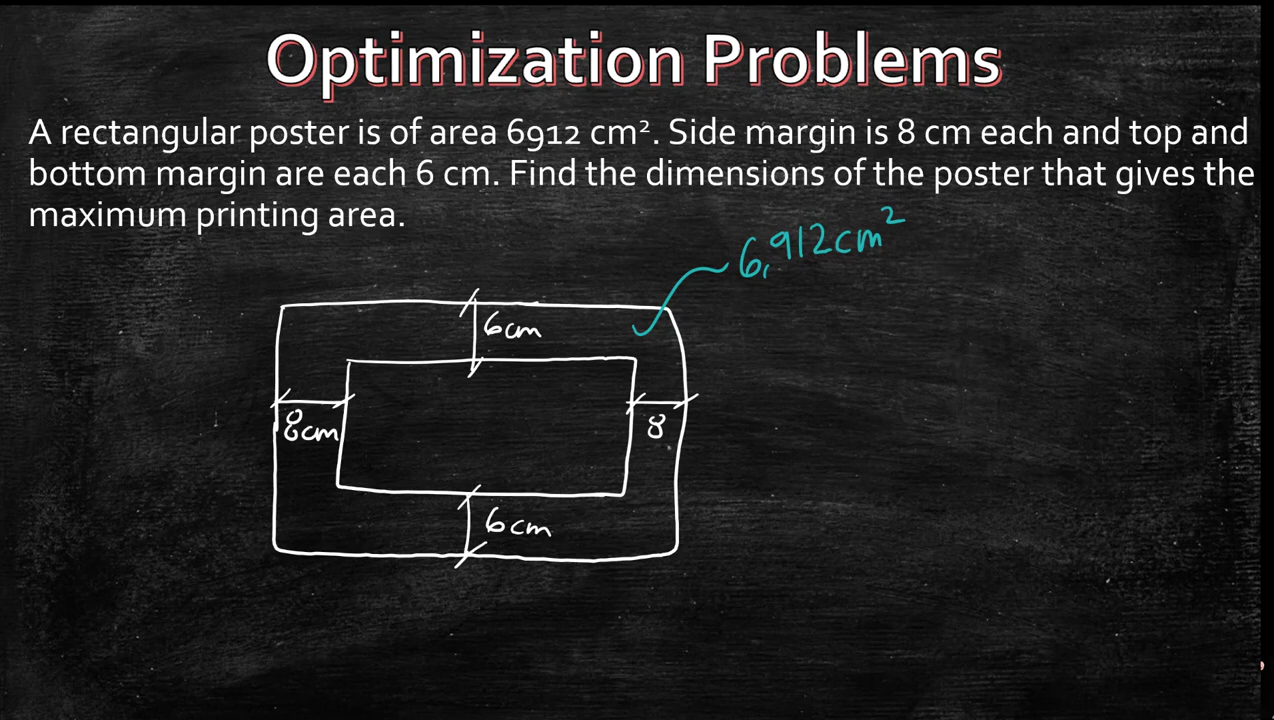 Optimization Problems
A rectangular poster is of area 6912 cm². Side margin is 8 cm each and top and
bottom margin are each 6 cm. Find the dimensions of the poster that gives the
maximum printing area.
6,912cm²
6cm
8cm
8
6cm